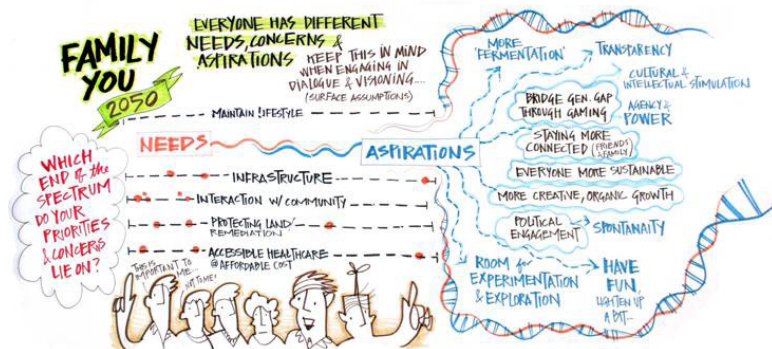 FAMILY
YOU
2050
EVERYONE HAS DIFFERENT
NEEDS, CONCERNS &
ASPIRATIONS
KEEP THIS IN MIND
WHEN ENGAGING IN
DIALOGUE & VISIONING....
(SURFACE ASSUMPTIONS)
MAINTAIN LIFESTYLE
NEEDS
ASPIRATIONS
WHICH
END of the
SPECTRUM
DO YOUR
PRIORITIES
& CONCERNS
LIE ON?
INFRASTRUCTURE
INTERACTION W/ COMMUNITY
PROTECTING LAND/
REMEDIATION
ACCESSIBLE HEALTHCARE
@ AFFORDABLE COST
THIS IS
IMPORTANT TO
ME...
NOT TO ME!
MORE
'FERMENTATION'
TRANSPARENCY
CULTURAL &
INTELLECTUAL STIMULATION
BRIDGE GEN. GAP
THROUGH GAMING
AGENCY &
POWER
STAYING MORE
CONNECTED (FRIENDS
& FAMILY)
EVERYONE MORE SUSTAINABLE
MORE CREATIVE, ORGANIC GROWTH
POLITICAL
ENGAGEMENT
SPONTANAITY
ROOM for
EXPERIMENTATION
& EXPLORATION
HAVE
FUN,
LIGHTEN UP
A BIT...